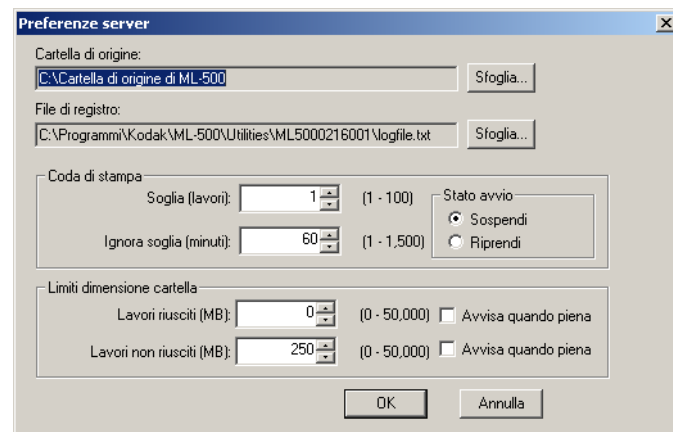 Preferenze server
Cartella di origine:
C:\Cartella di origine di ML-500
Sfoglia...
File di registro:
C:\Programmi\Kodak\ML-500\Utilities\ML5000216001\logfile.txt
Sfoglia...
Coda di stampa
Soglia (lavori): 1 (1 - 100)
Ignora soglia (minuti): 60 (1 - 1,500)
Stato avvio
Sospendi
Riprendi
Limiti dimensione cartella
Lavori riusciti (MB): 0 (0 - 50,000) Avvisa quando piena
Lavori non riusciti (MB): 250 (0 - 50,000) Avvisa quando piena
OK Annulla